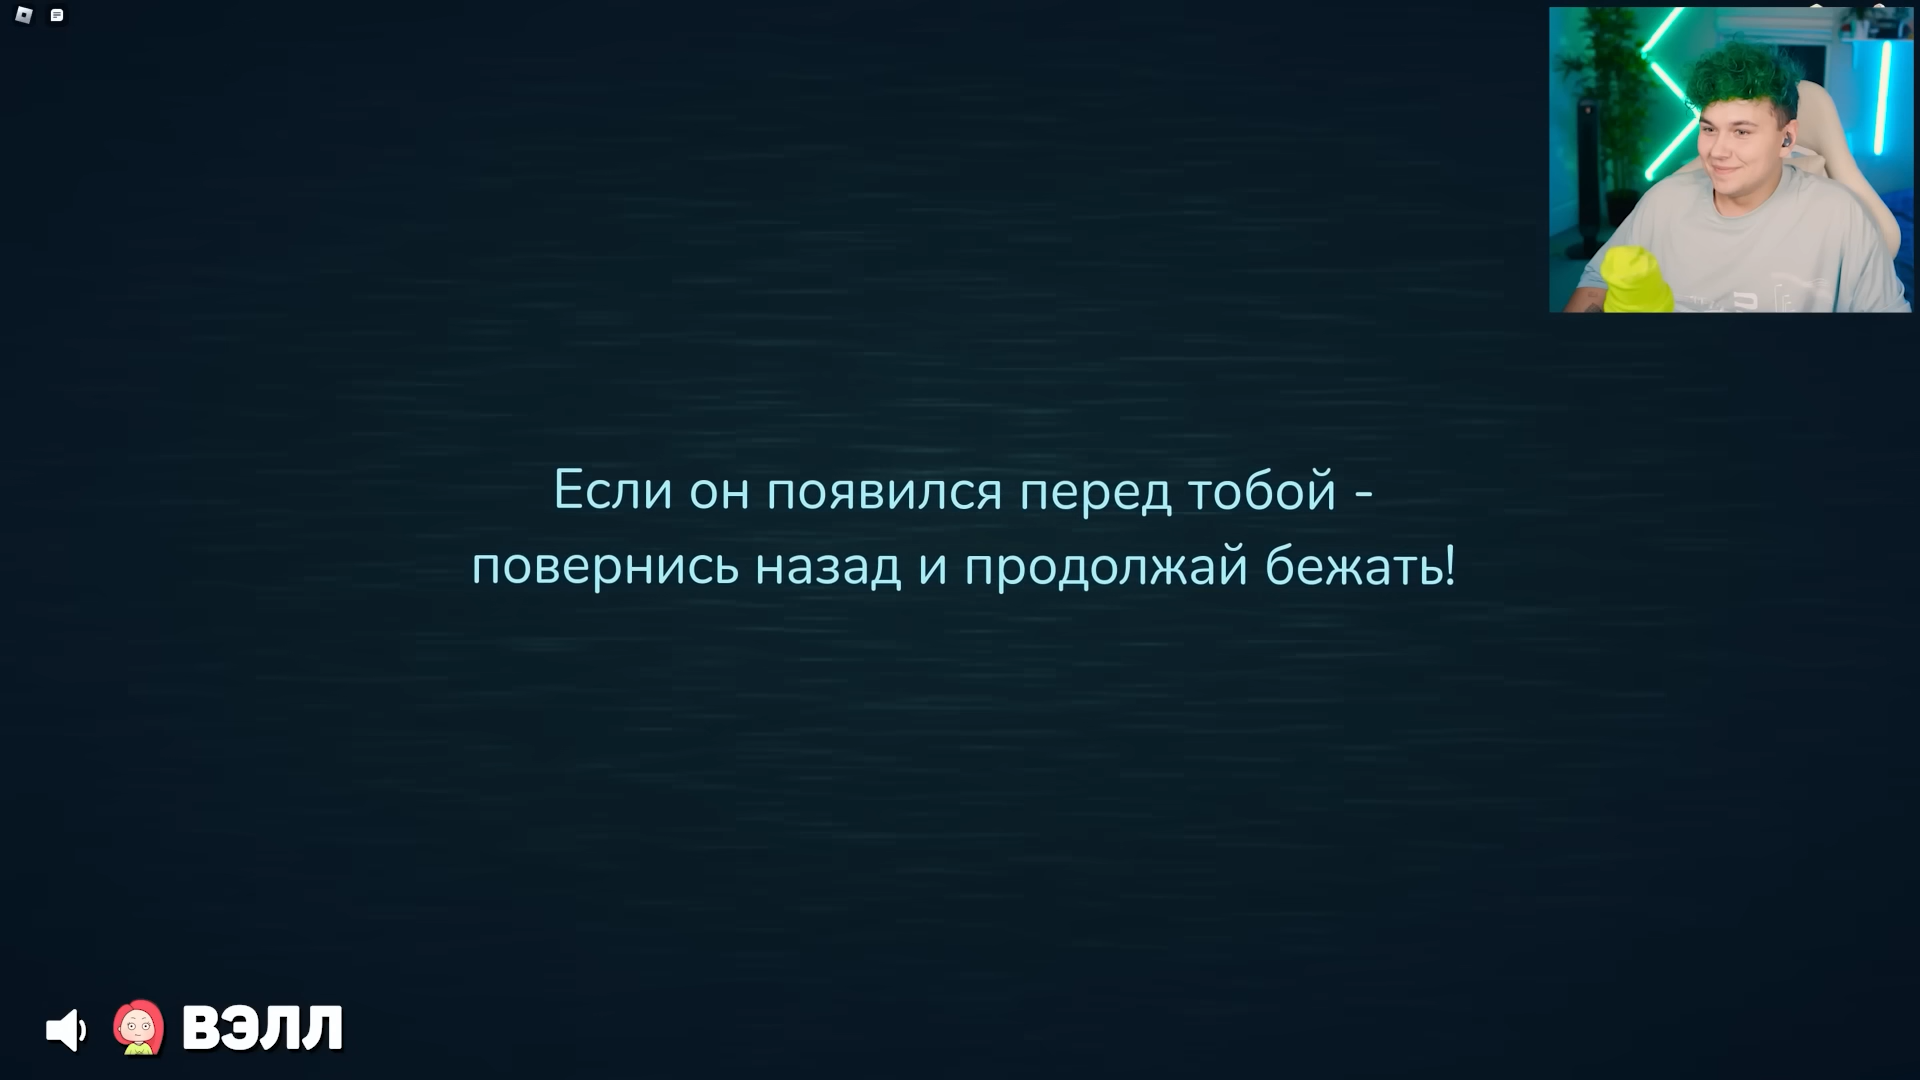 Если он появился перед тобой -
повернись назад и продолжай бежать!
ВЭЛЛ